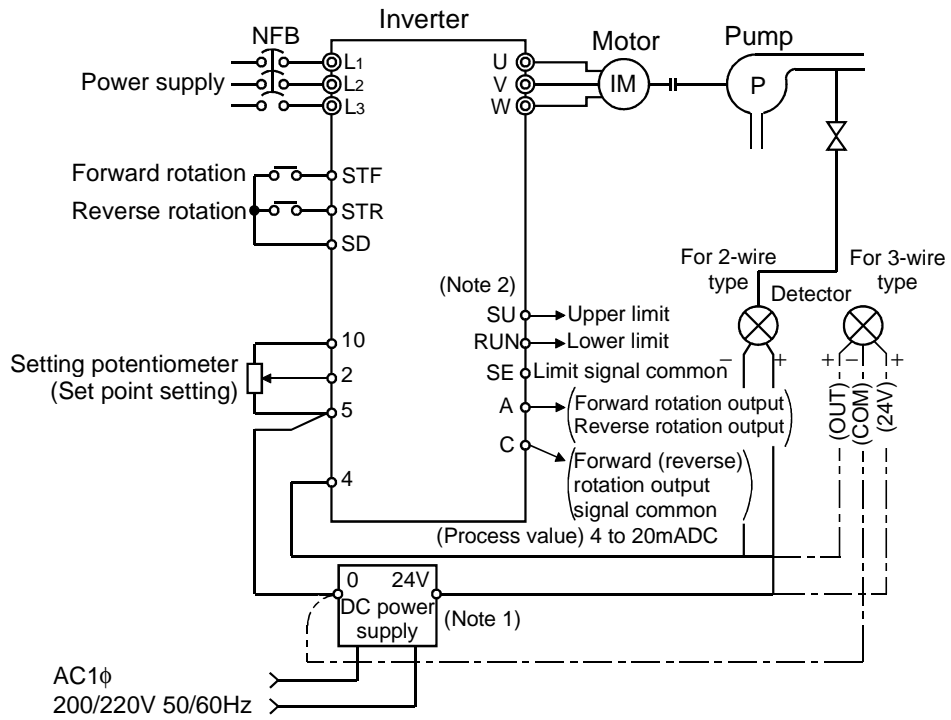 Inverter
NFB
Motor
Pump
Power supply
L1
L2
L3
U
V
W
IM
P
Forward rotation
STF
Reverse rotation
STR
SD
For 2-wire
type
For 3-wire
type
Detector
(Note 2)
SU
Upper limit
RUN
Lower limit
SE
Limit signal common
− +
+ − +
(OUT)
(COM)
(24V)
10
Setting potentiometer
(Set point setting)
2
5
A
(Forward rotation output
Reverse rotation output)
C
(Forward (reverse)
rotation output
signal common)
4
(Process value) 4 to 20mADC
0 24V
DC power
supply
(Note 1)
AC1ϕ
200/220V 50/60Hz